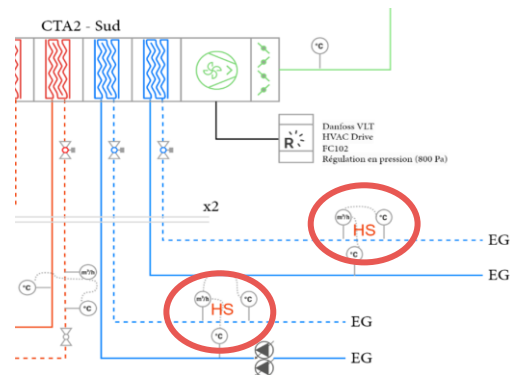 CTA2 - Sud
°C
R
Danfoss VLT
HVAC Drive
FC102
Régulation en pression (800 Pa)
x2
m³/h
°C
HS
EG
°C
EG
m³/h
°C
°C
m³/h
°C
HS
EG
°C
EG